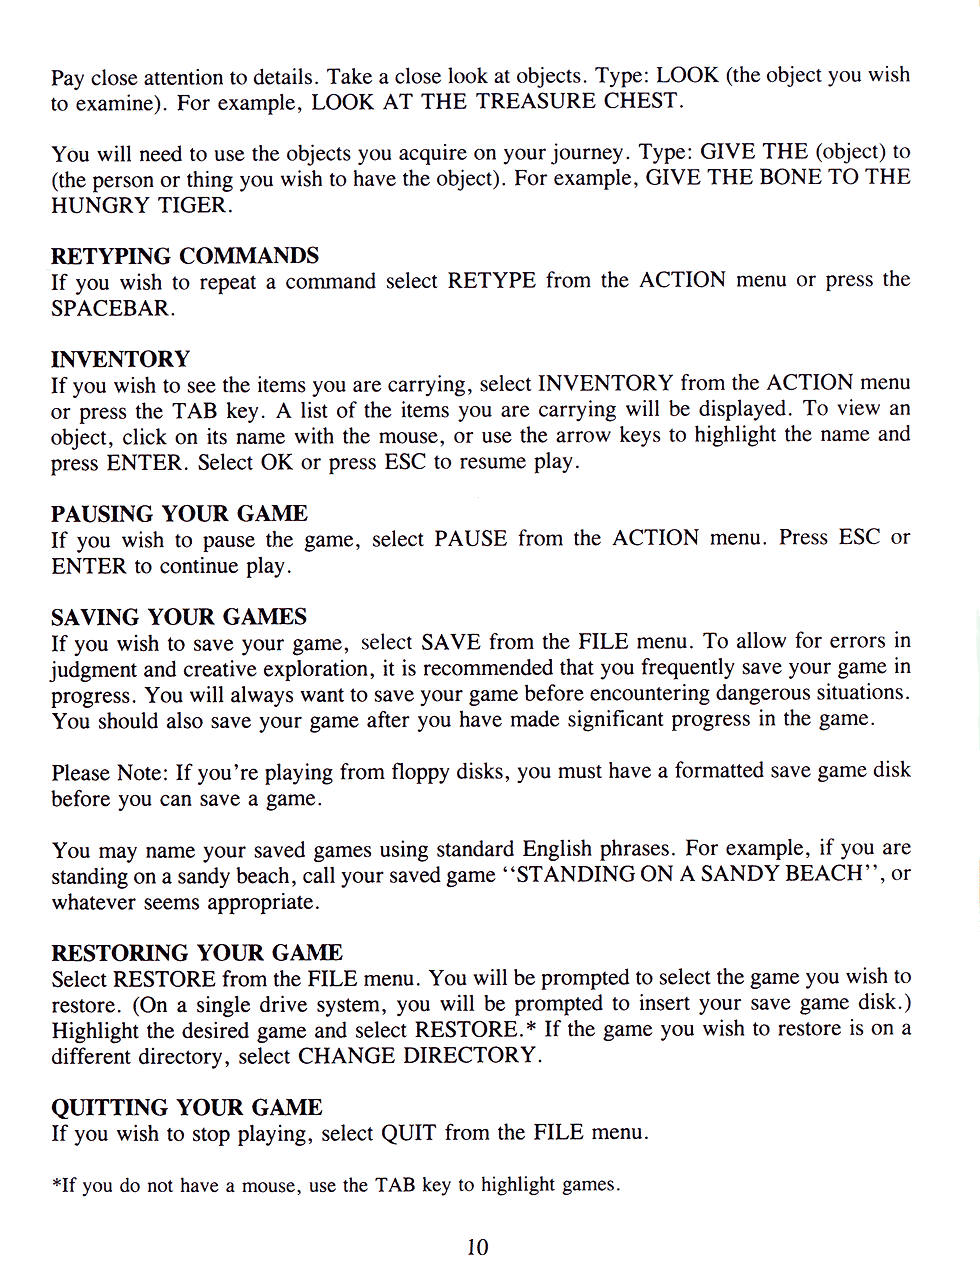 Pay close attention to details. Take a close look at objects. Type: LOOK (the object you wish
to examine). For example, LOOK AT THE TREASURE CHEST.
You will need to use the objects you acquire on your journey. Type: GIVE THE (object) to
(the person or thing you wish to have the object). For example, GIVE THE BONE TO THE
HUNGRY TIGER.
RETYPING COMMANDS
If you wish to repeat a command select RETYPE from the ACTION menu or press the
SPACEBAR.
INVENTORY
If you wish to see the items you are carrying, select INVENTORY from the ACTION menu
or press the TAB key. A list of the items you are carrying will be displayed. To view an
object, click on its name with the mouse, or use the arrow keys to highlight the name and
press ENTER. Select OK or press ESC to resume play.
PAUSING YOUR GAME
If you wish to pause the game, select PAUSE from the ACTION menu. Press ESC or
ENTER to continue play.
SAVING YOUR GAMES
If you wish to save your game, select SAVE from the FILE menu. To allow for errors in
judgment and creative exploration, it is recommended that you frequently save your game in
progress. You will always want to save your game before encountering dangerous situations.
You should also save your game after you have made significant progress in the game.
Please Note: If you're playing from floppy disks, you must have a formatted save game disk
before you can save a game.
You may name your saved games using standard English phrases. For example, if you are
standing on a sandy beach, call your saved game ‘‘STANDING ON A SANDY BEACH’’, or
whatever seems appropriate.
RESTORING YOUR GAME
Select RESTORE from the FILE menu. You will be prompted to select the game you wish to
restore. (On a single drive system, you will be prompted to insert your save game disk.)
Highlight the desired game and select RESTORE.* If the game you wish to restore is on a
different directory, select CHANGE DIRECTORY.
QUITTING YOUR GAME
If you wish to stop playing, select QUIT from the FILE menu.
*If you do not have a mouse, use the TAB key to highlight games.
10